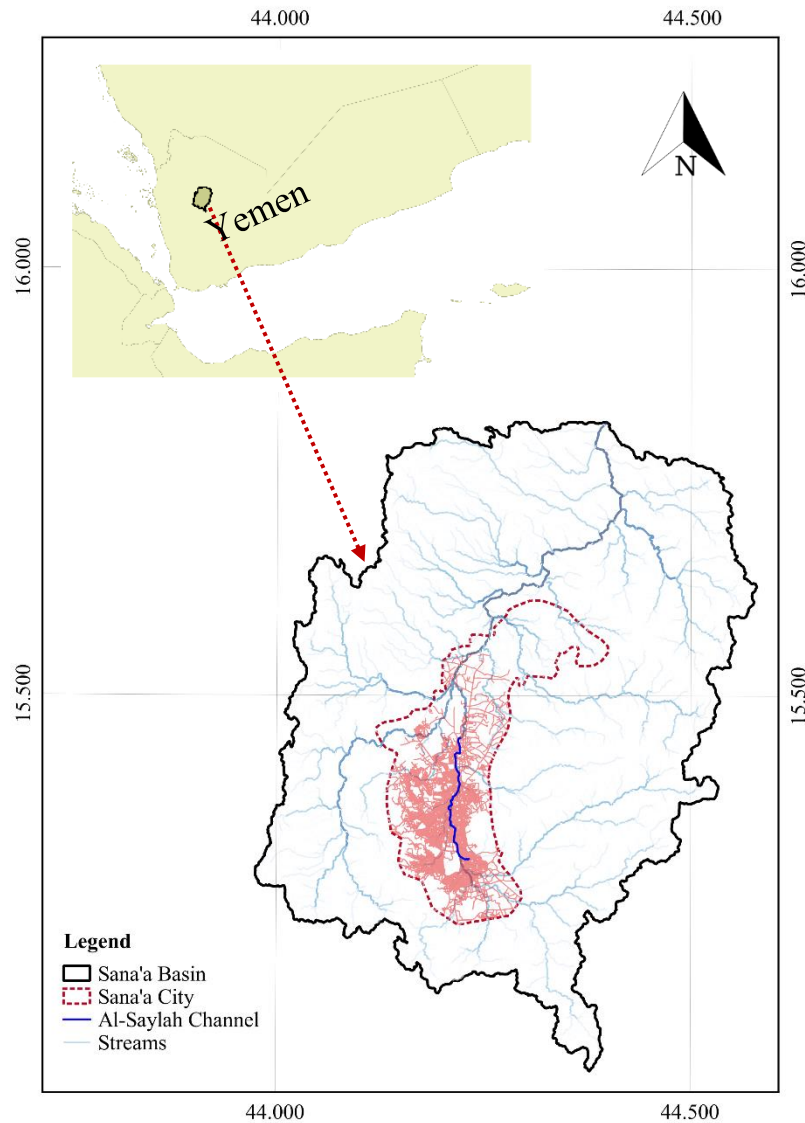 44.000
44.500
N
Yemen
16.000
16.000
15.500
15.500
Legend
Sana'a Basin
Sana'a City
Al-Saylah Channel
Streams
44.000
44.500